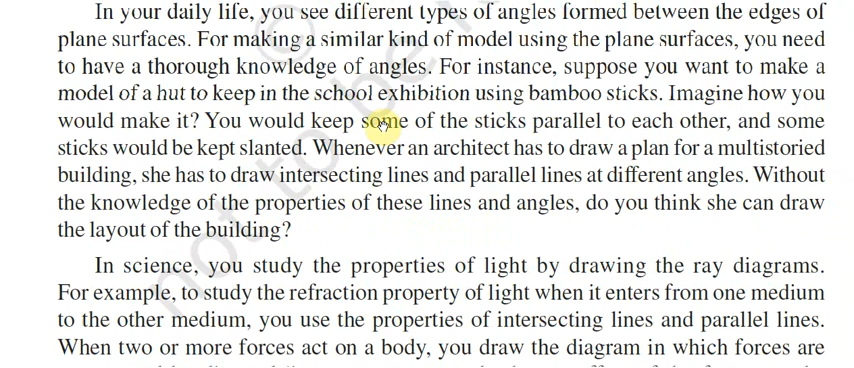 In your daily life, you see different types of angles formed between the edges of
plane surfaces. For making a similar kind of model using the plane surfaces, you need
to have a thorough knowledge of angles. For instance, suppose you want to make a
model of a hut to keep in the school exhibition using bamboo sticks. Imagine how you
would make it? You would keep some of the sticks parallel to each other, and some
sticks would be kept slanted. Whenever an architect has to draw a plan for a multistoried
building, she has to draw intersecting lines and parallel lines at different angles. Without
the knowledge of the properties of these lines and angles, do you think she can draw
the layout of the building?
In science, you study the properties of light by drawing the ray diagrams.
For example, to study the refraction property of light when it enters from one medium
to the other medium, you use the properties of intersecting lines and parallel lines.
When two or more forces act on a body, you draw the diagram in which forces are
©
not to be